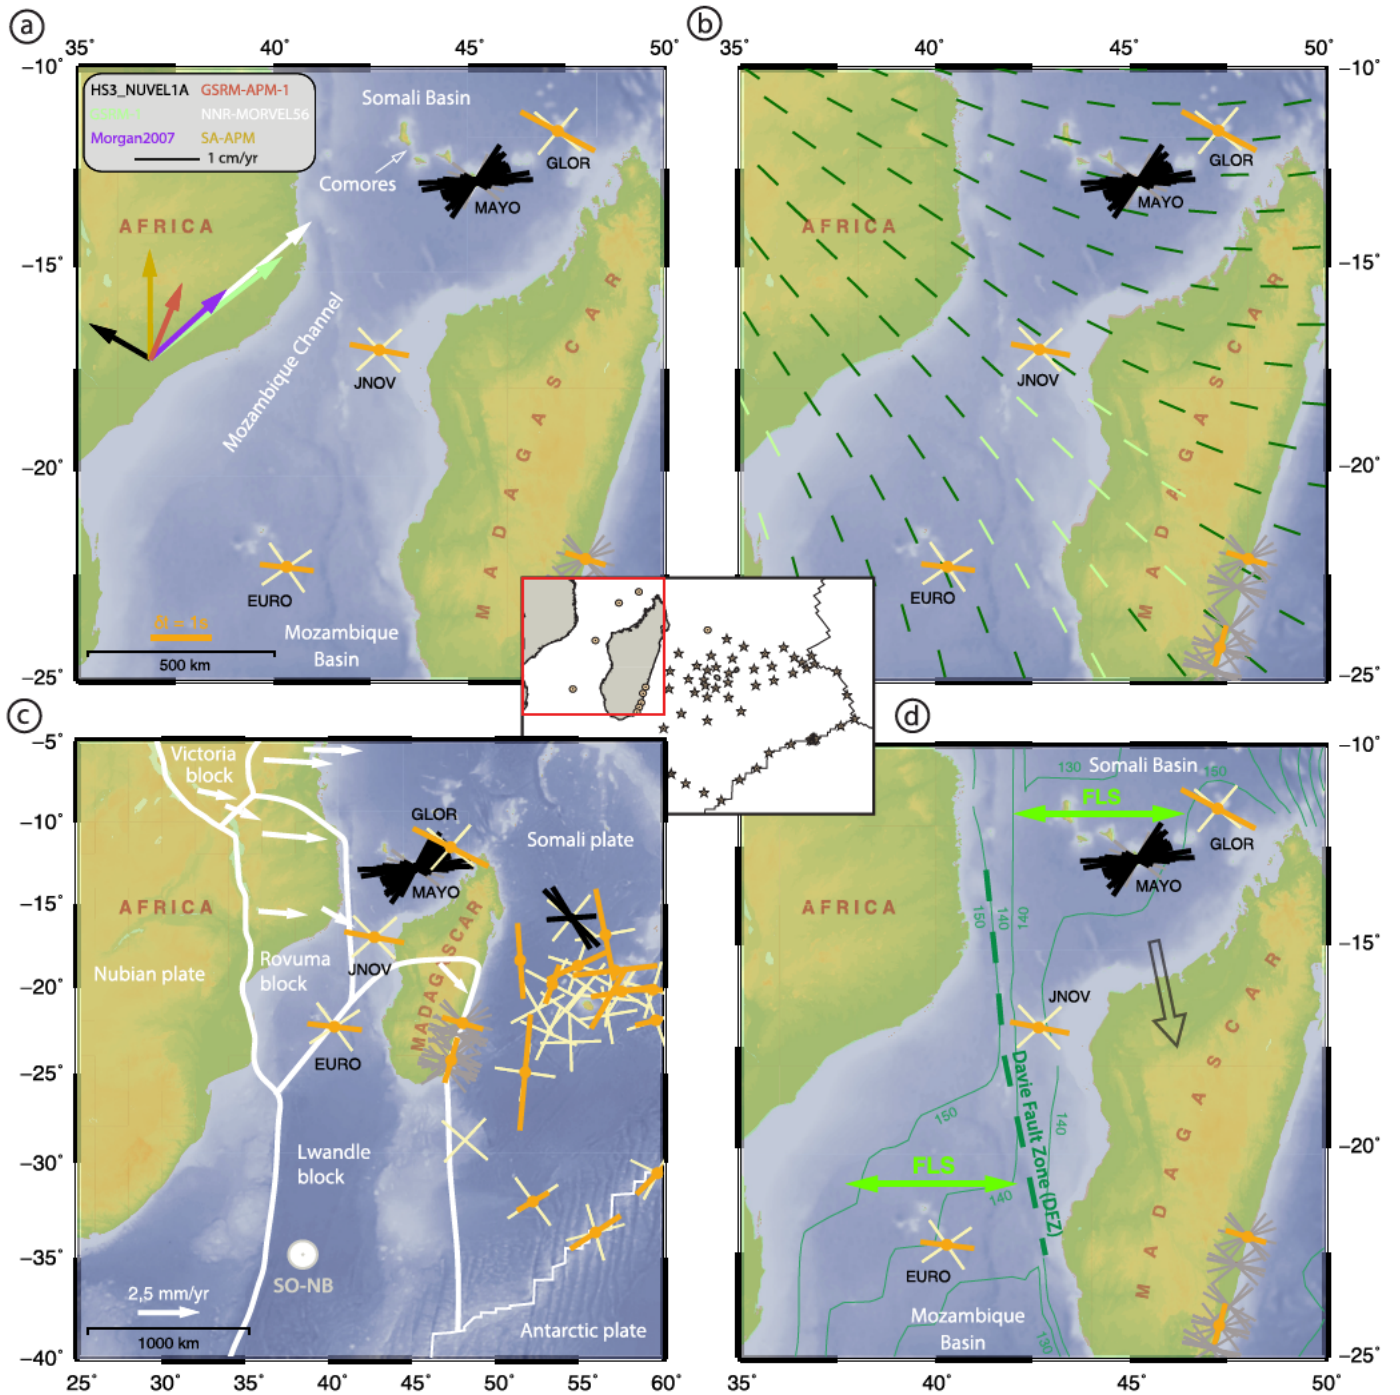 a
35° 40° 45° 50°
−10°
−15°
−20°
−25°
HS3_NUVEL1A GSRM-APM-1
NNR-MORVEL56
Morgan2007 SA-APM
1 cm/yr
Somali Basin
GLOR
Comores
MAYO
AFRICA
Mozambique Channel
JNOV
MADAGASCAR
EURO
δt = 1s
500 km
Mozambique
Basin
b
35° 40° 45° 50°
−10°
−15°
−20°
−25°
GLOR
MAYO
AFRICA
JNOV
MADAGASCAR
EURO
c
−5°
−10°
−15°
−20°
−25°
−30°
−35°
−40°
Victoria
block
GLOR
Somali plate
MAYO
AFRICA
MADAGASCAR
Nubian plate
Rovuma
block
JNOV
EURO
Lwandle
block
SO-NB
2,5 mm/yr
1000 km
Antarctic plate
25° 30° 35° 40° 45° 50° 55° 60°
d
−10°
−15°
−20°
−25°
130
Somali Basin
150
FLS
GLOR
MAYO
AFRICA
150
140
140
JNOV
Davie Fault Zone (DFZ)
MADAGASCAR
150
140
FLS
140
EURO
Mozambique
Basin
130
35° 40° 45° 50°